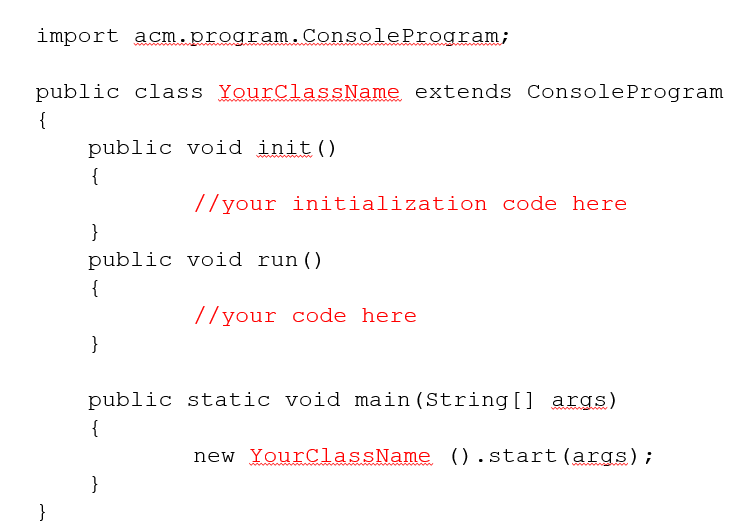 import acm.program.ConsoleProgram;
public class YourClassName extends ConsoleProgram
{
public void init()
{
//your initialization code here
}
public void run()
{
//your code here
}
public static void main(String[] args)
{
new YourClassName ().start(args);
}
}